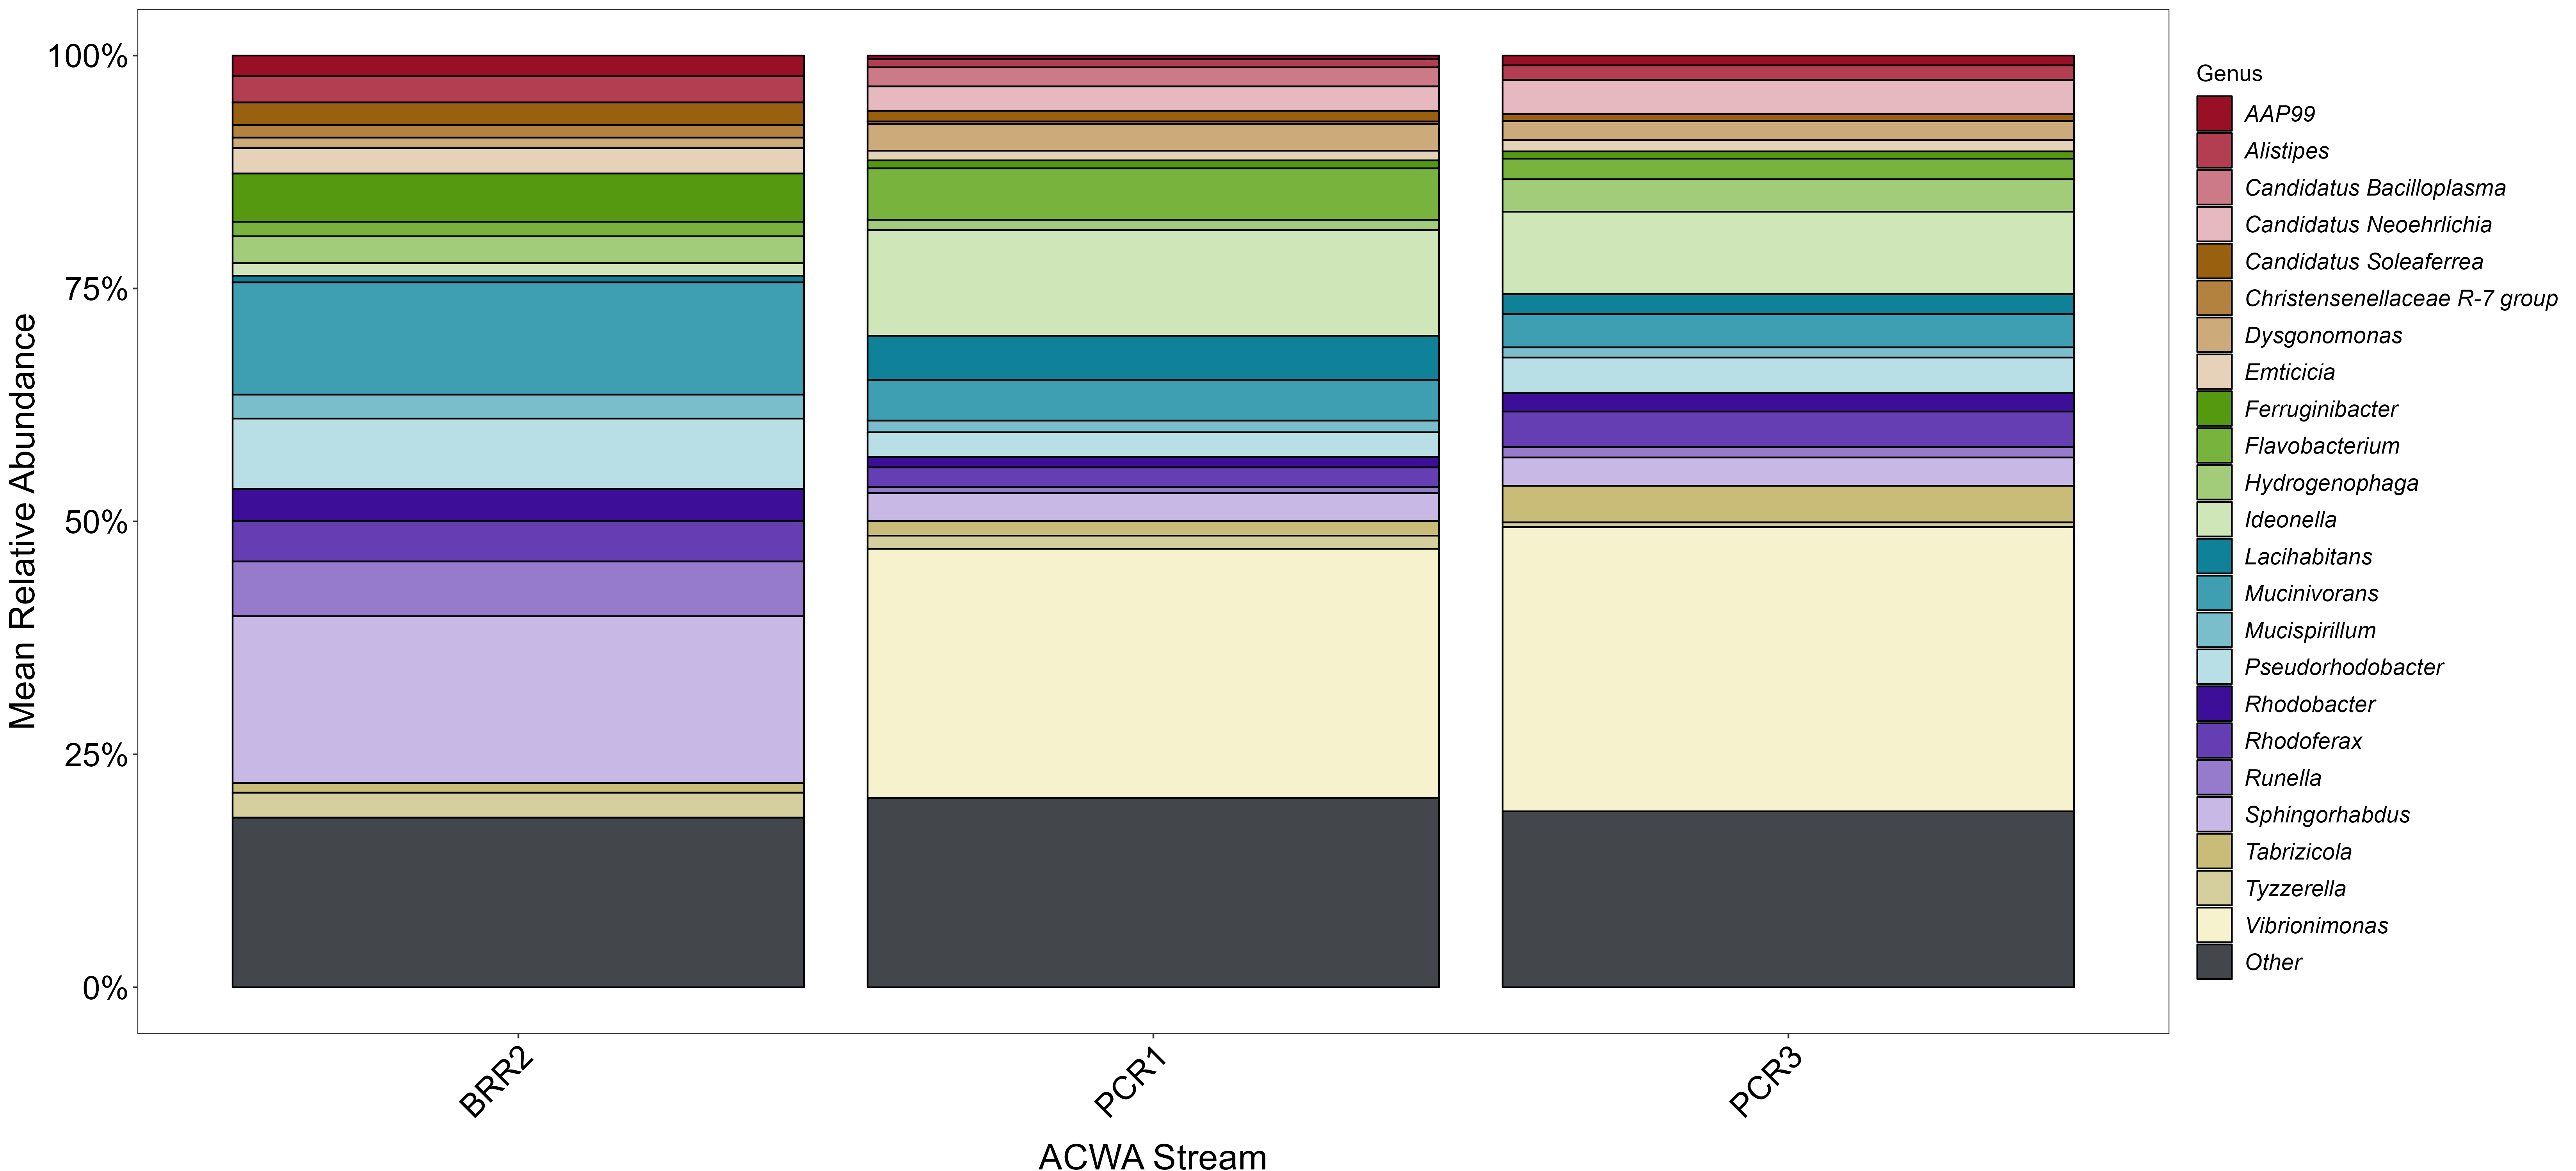 Mean Relative Abundance
100%
75%
50%
25%
0%
BRR2
PCR1
PCR3
ACWA Stream
Genus
AAP99
Alistipes
Candidatus Bacilloplasma
Candidatus Neoehrlichia
Candidatus Soleaferrea
Christensenellaceae R-7 group
Dysgonomonas
Emticicia
Ferruginibacter
Flavobacterium
Hydrogenophaga
Ideonella
Lacihabitans
Mucinivorans
Mucispirillum
Pseudorhodobacter
Rhodobacter
Rhodoferax
Runella
Sphingorhabdus
Tabrizicola
Tyzzerella
Vibrionimonas
Other